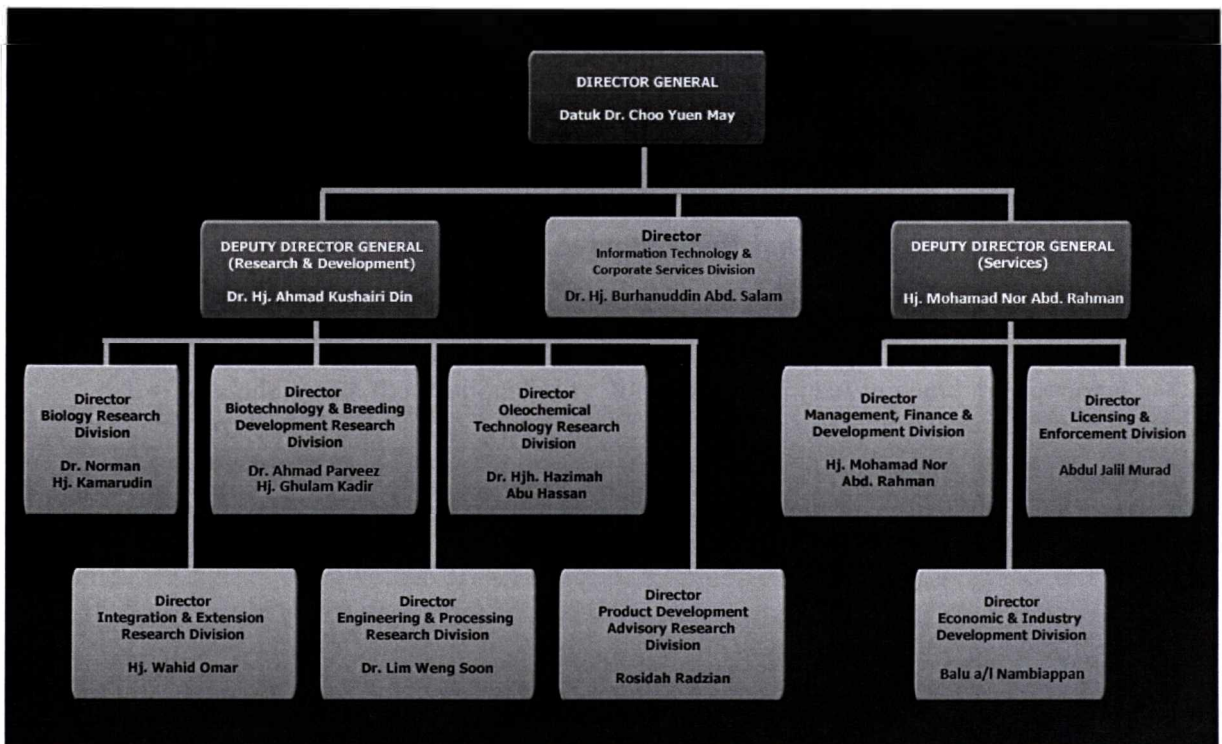 DIRECTOR GENERAL
Datuk Dr. Choo Yuen May
DEPUTY DIRECTOR GENERAL
(Research & Development)
Dr. Hj. Ahmad Kushairi Din
Director
Information Technology &
Corporate Services Division
Dr. Hj. Burhanuddin Abd. Salam
DEPUTY DIRECTOR GENERAL
(Services)
Hj. Mohamad Nor Abd. Rahman
Director
Biology Research
Division
Dr. Norman
Hj. Kamarudin
Director
Biotechnology & Breeding
Development Research
Division
Dr. Ahmad Parveez
Hj. Ghulam Kadir
Director
Oleochemical
Technology Research
Division
Dr. Hjh. Hazimah
Abu Hassan
Director
Management, Finance &
Development Division
Hj. Mohamad Nor
Abd. Rahman
Director
Licensing &
Enforcement Division
Abdul Jalil Murad
Director
Integration & Extension
Research Division
Hj. Wahid Omar
Director
Engineering & Processing
Research Division
Dr. Lim Weng Soon
Director
Product Development
Advisory Research
Division
Rosidah Radzian
Director
Economic & Industry
Development Division
Balu a/l Nambiappan